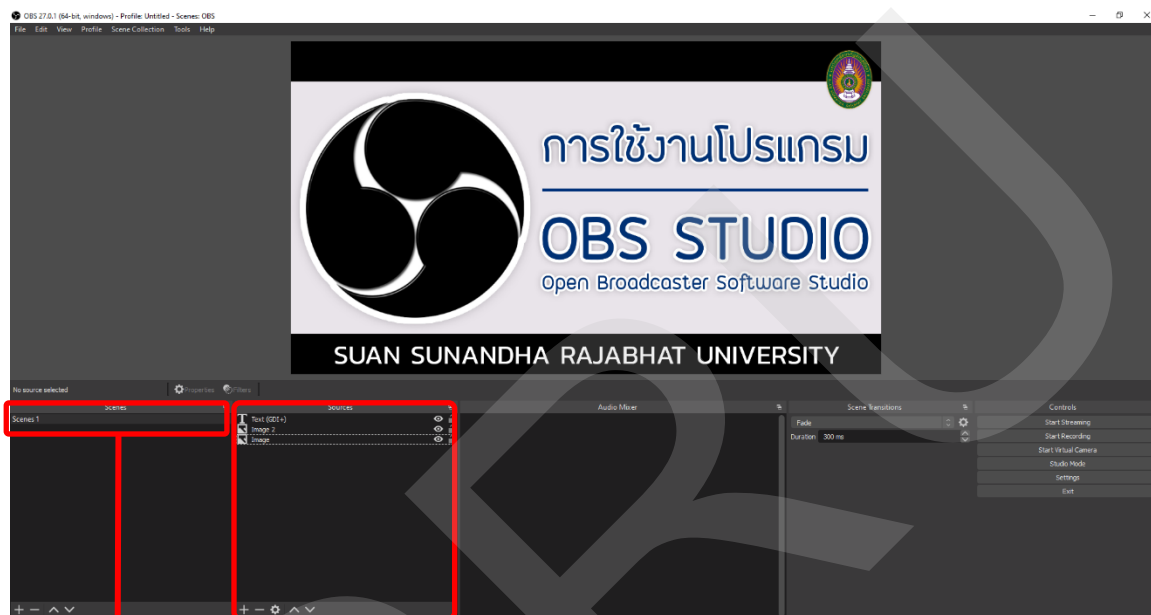 OBS 27.0.1 (64-bit, windows) - Profile: Untitled - Scenes: OBS
File Edit View Profile Scene Collection Tools Help
การใช้งานโปรแกรม
OBS STUDIO
Open Broadcaster Software Studio
SUAN SUNANDHA RAJABHAT UNIVERSITY
No source selected Properties Filters
Scenes Sources Audio Mixer Scene Transitions Controls
Scenes 1
Text (GDI+)
Image 2
Image
Fade
Duration 300 ms
Start Streaming
Start Recording
Start Virtual Camera
Studio Mode
Settings
Exit